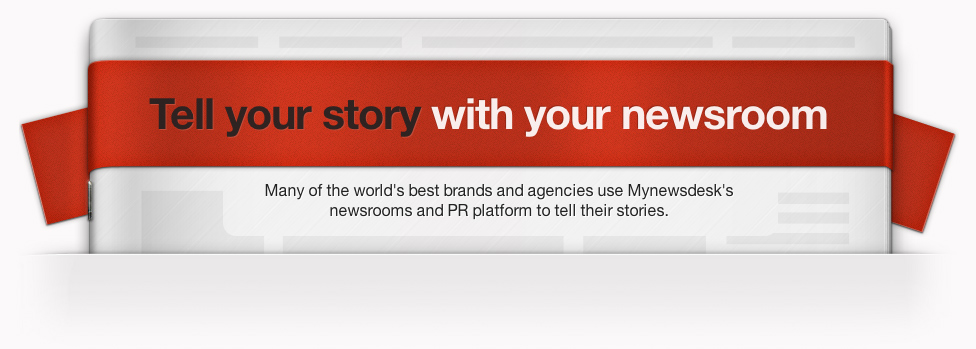 Tell your story with your newsroom
Many of the world's best brands and agencies use Mynewsdesk's
newsrooms and PR platform to tell their stories.